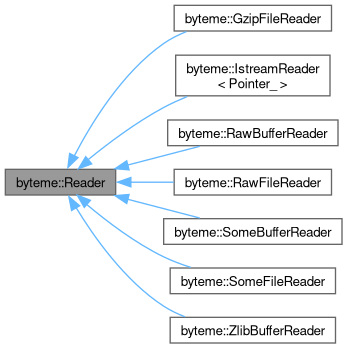 byteme::GzipFileReader
byteme::IstreamReader
< Pointer_ >
byteme::RawBufferReader
byteme::Reader
byteme::RawFileReader
byteme::SomeBufferReader
byteme::SomeFileReader
byteme::ZlibBufferReader